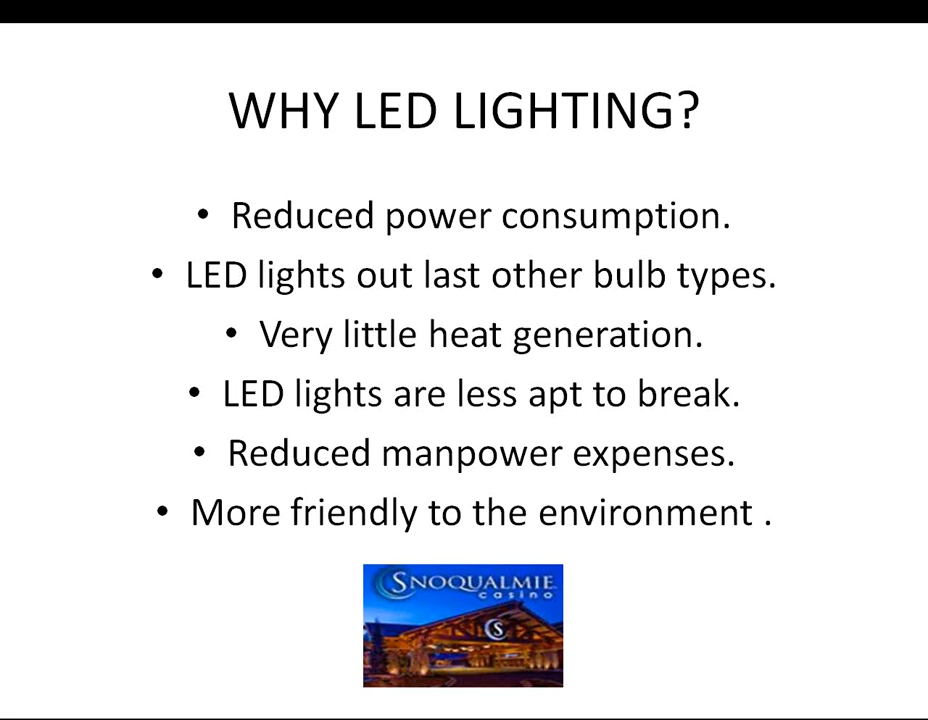 WHY LED LIGHTING?
• Reduced power consumption.
• LED lights out last other bulb types.
• Very little heat generation.
• LED lights are less apt to break.
• Reduced manpower expenses.
• More friendly to the environment .
SNOQUALMIE
casino
S